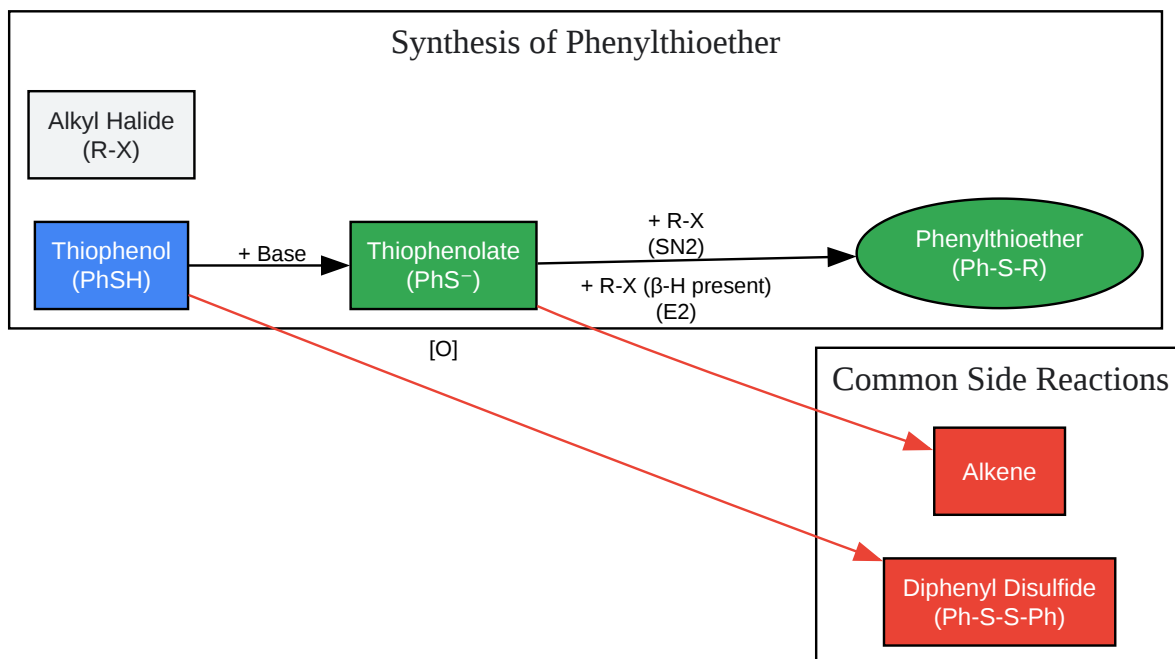 Synthesis of Phenylthioether
Alkyl Halide
(R-X)
Thiophenol
(PhSH)
+ Base
Thiophenolate
(PhS⁻)
+ R-X
(SN2)
+ R-X (β-H present)
(E2)
Phenylthioether
(Ph-S-R)
[O]
Common Side Reactions
Alkene
Diphenyl Disulfide
(Ph-S-S-Ph)